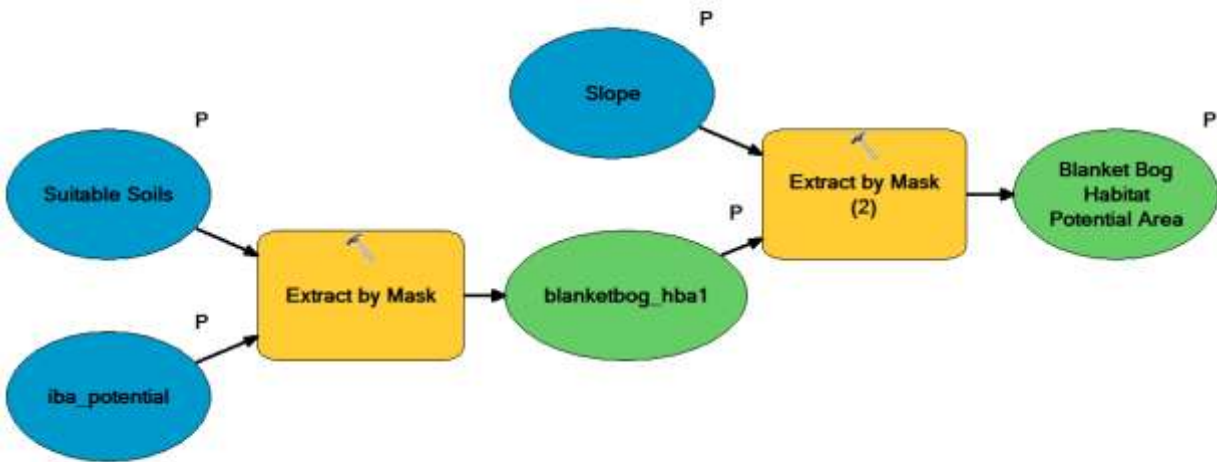 P
Slope
P
P
Suitable Soils
Extract by Mask
(2)
Blanket Bog
Habitat
Potential Area
P
Extract by Mask
blanketbog_hba1
P
iba_potential